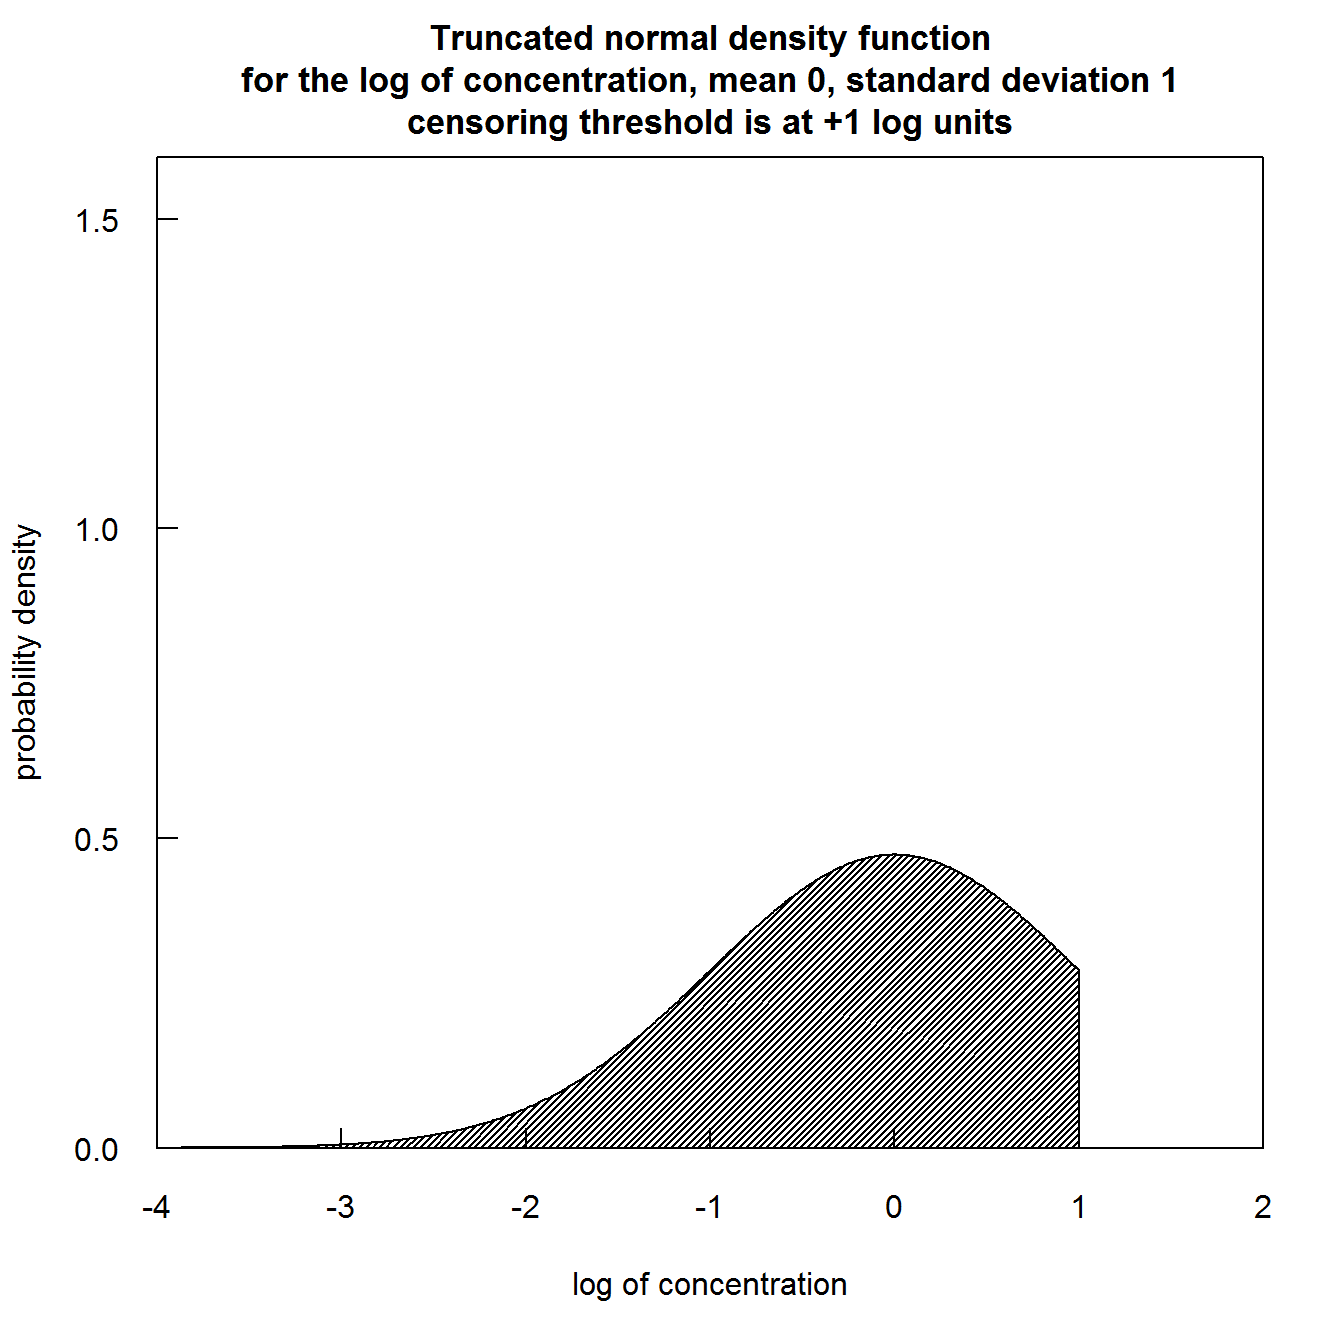 Truncated normal density function
for the log of concentration, mean 0, standard deviation 1
censoring threshold is at +1 log units
1.5
1.0
0.5
0.0
probability density
-4 -3 -2 -1 0 1 2
log of concentration